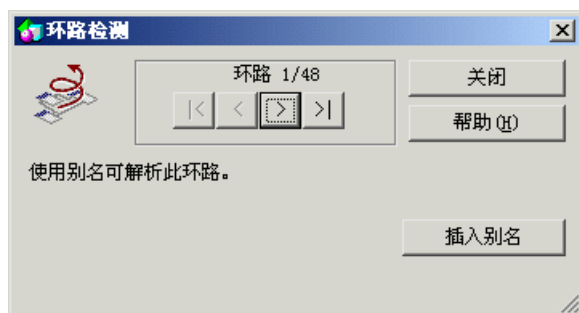 环路检测
环路 1/48
|< < > >|
关闭
帮助(H)
使用别名可解析此环路。
插入别名